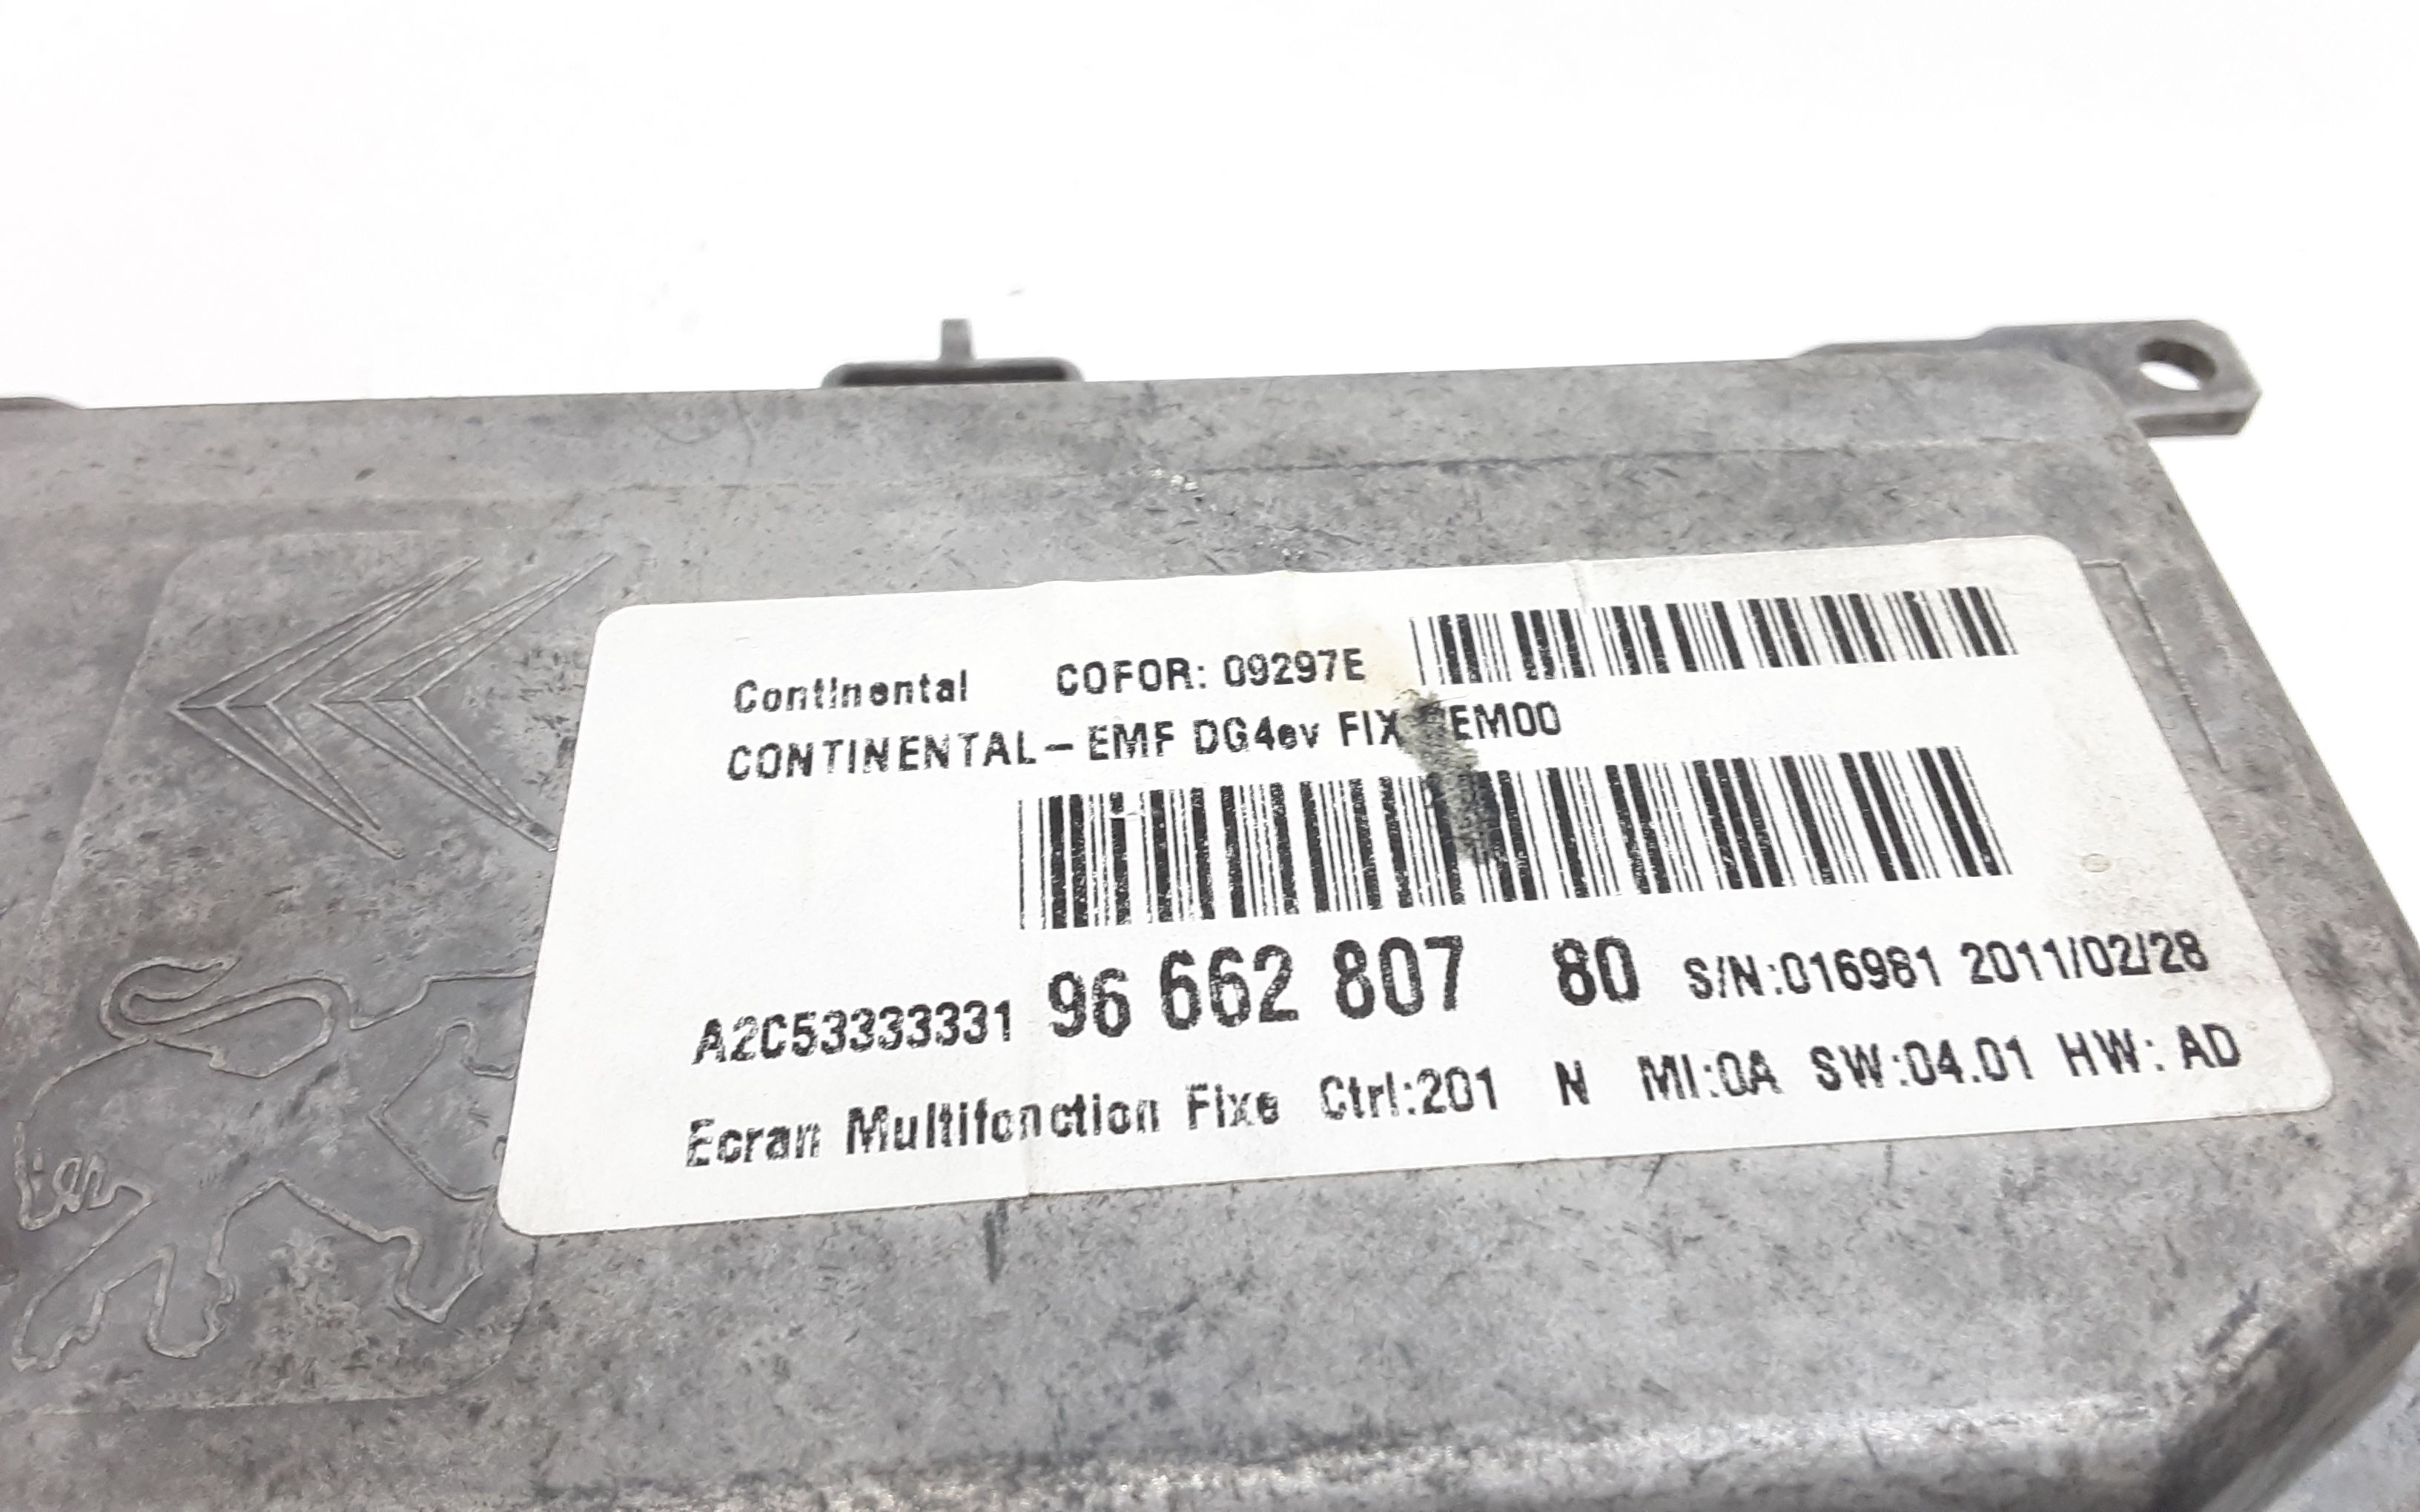 Continental COFOR: 09297E
CONTINENTAL- EMF DG4ev FIX
A2C53333331 96 662 807 80 S/N:016981 2011/02/28
Ecran Multifonction Fixe Ctrl:201 N MI:0A SW:04.01 HW: AD